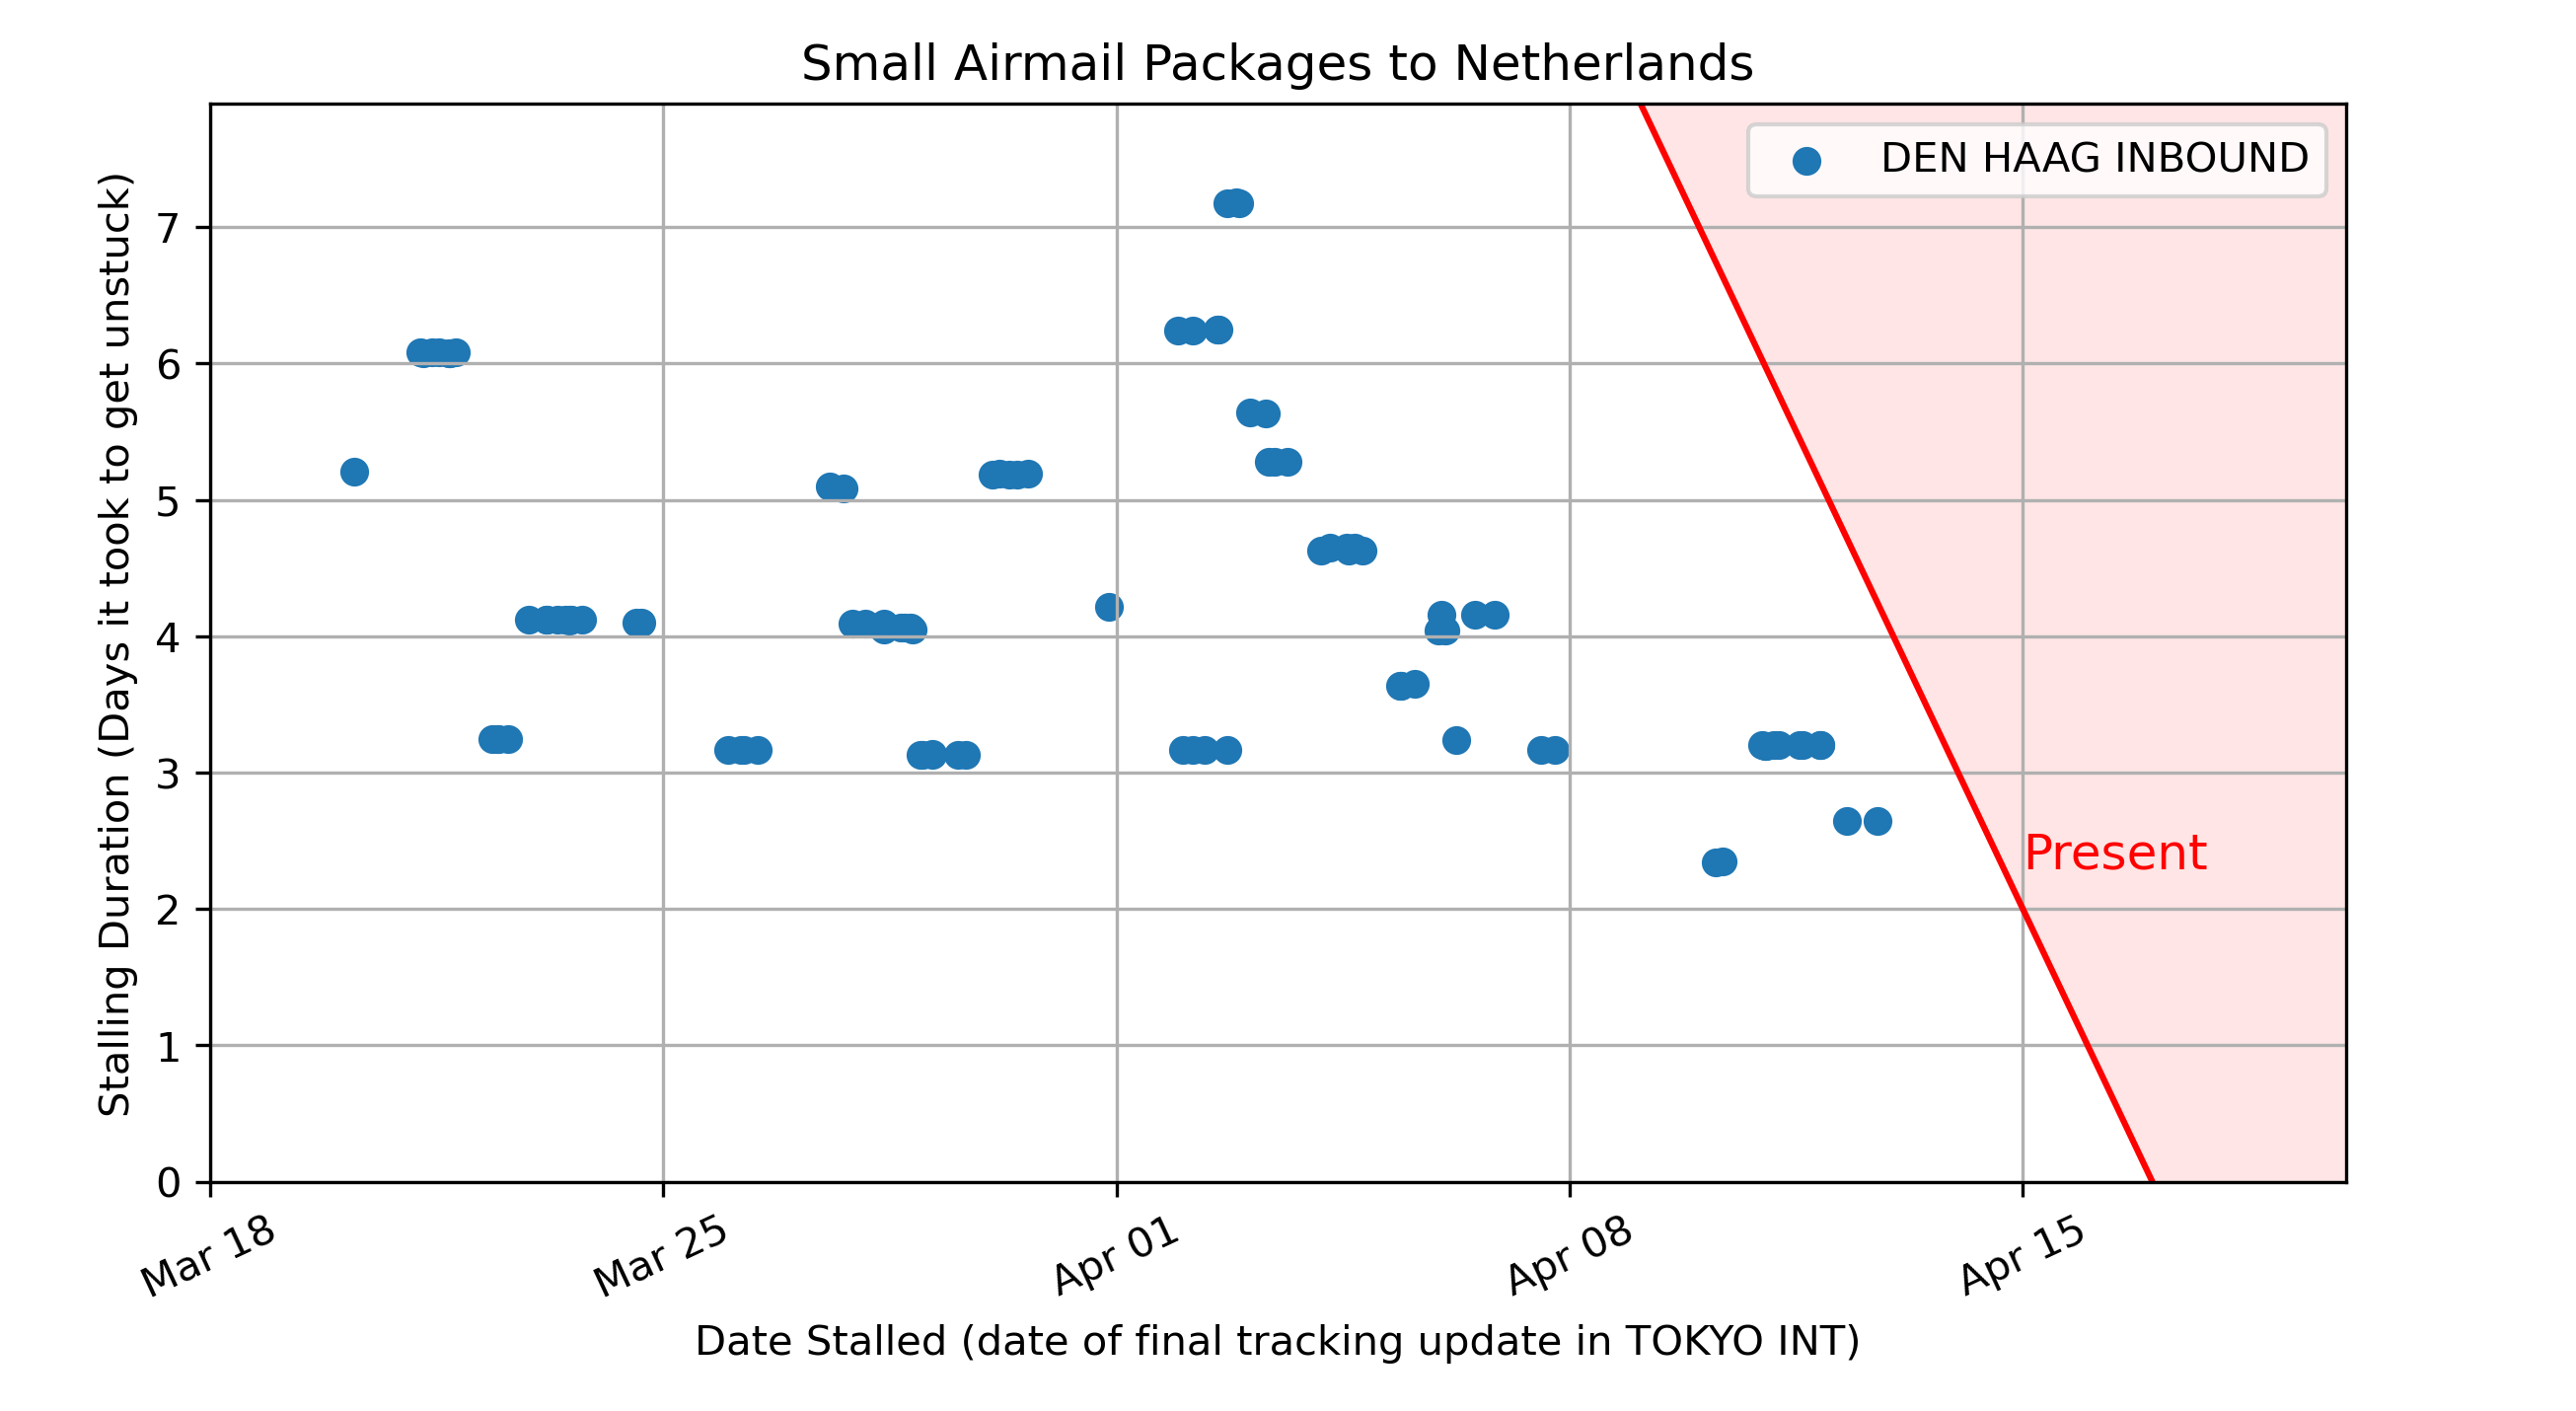 Small Airmail Packages to Netherlands
DEN HAAG INBOUND
Stalling Duration (Days it took to get unstuck)
7
6
5
4
3
2
1
0
Present
Mar 18
Mar 25
Apr 01
Apr 08
Apr 15
Date Stalled (date of final tracking update in TOKYO INT)